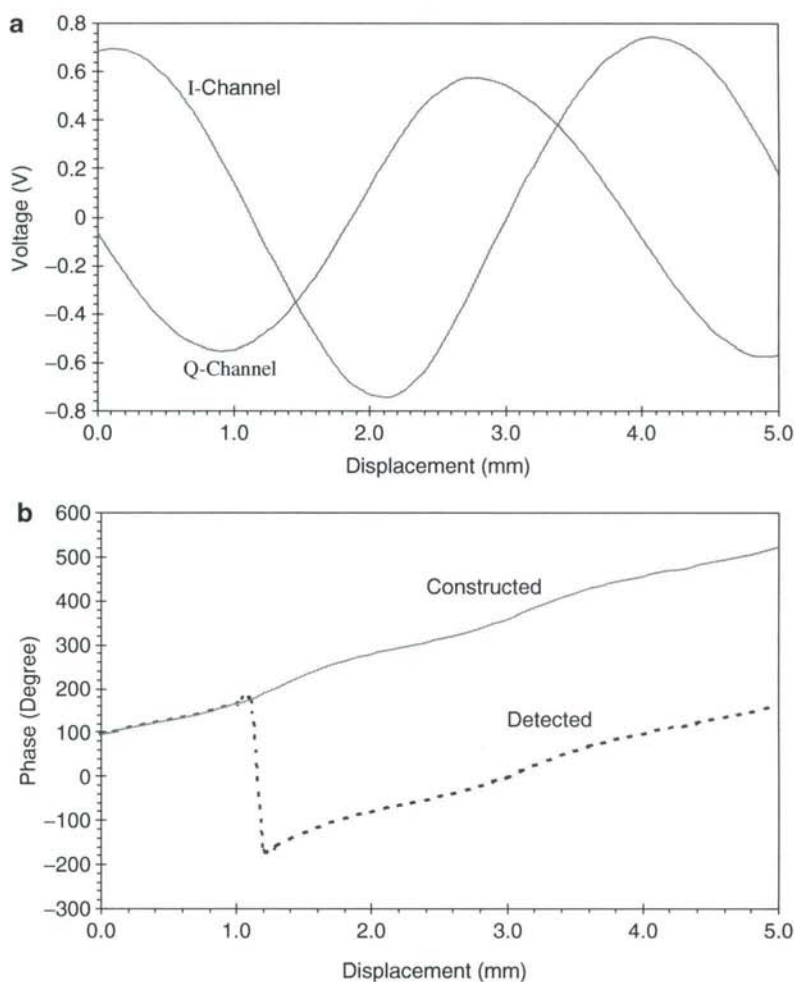 a
0.8
0.6
0.4
0.2
0
−0.2
−0.4
−0.6
−0.8
Voltage (V)
I-Channel
Q-Channel
0.0 1.0 2.0 3.0 4.0 5.0
Displacement (mm)
b
600
500
400
300
200
100
0
−100
−200
−300
Phase (Degree)
Constructed
Detected
0.0 1.0 2.0 3.0 4.0 5.0
Displacement (mm)